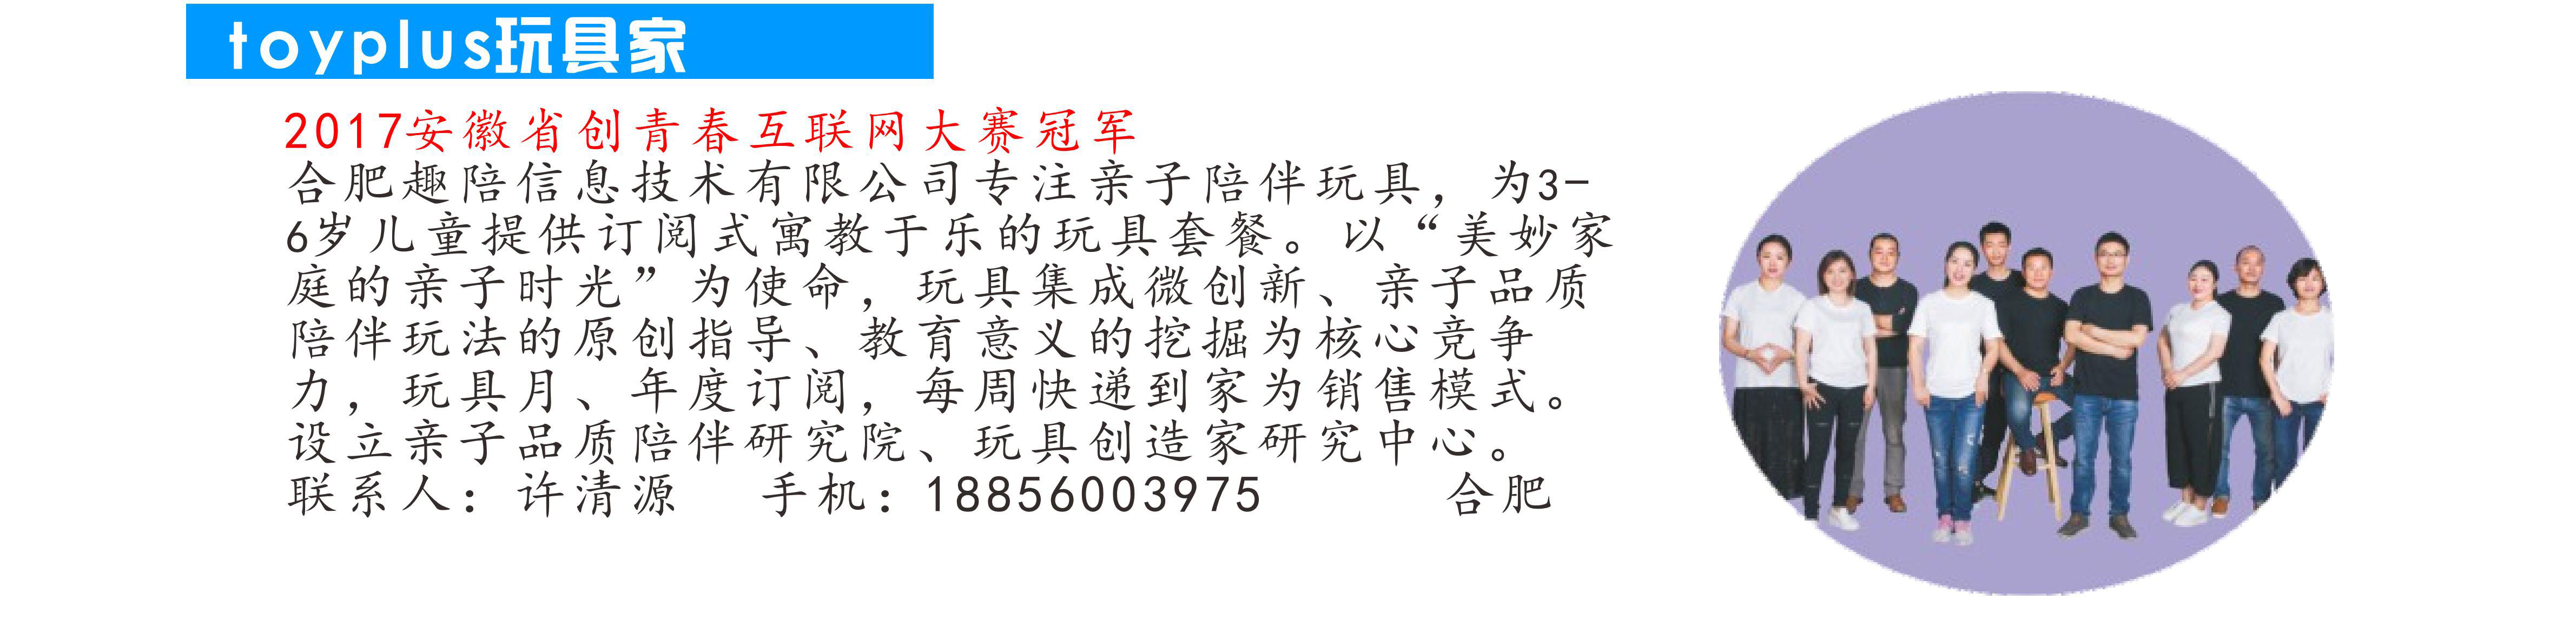 toyplus玩具家
2017安徽省创青春互联网大赛冠军
合肥趣陪信息技术有限公司专注亲子陪伴玩具，为3-
6岁儿童提供订阅式寓教于乐的玩具套餐。以“美妙家
庭的亲子时光”为使命，玩具集成微创新、亲子品质
陪伴玩法的原创指导、教育意义的挖掘为核心竞争
力，玩具月、年度订阅，每周快递到家为销售模式。
设立亲子品质陪伴研究院、玩具创造家研究中心。
联系人：许清源 手机：18856003975 合肥